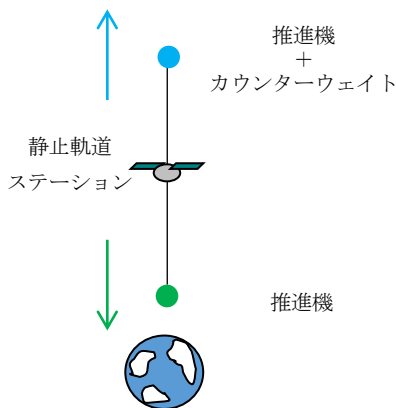 推進機
＋
カウンターウェイト
静止軌道
ステーション
推進機